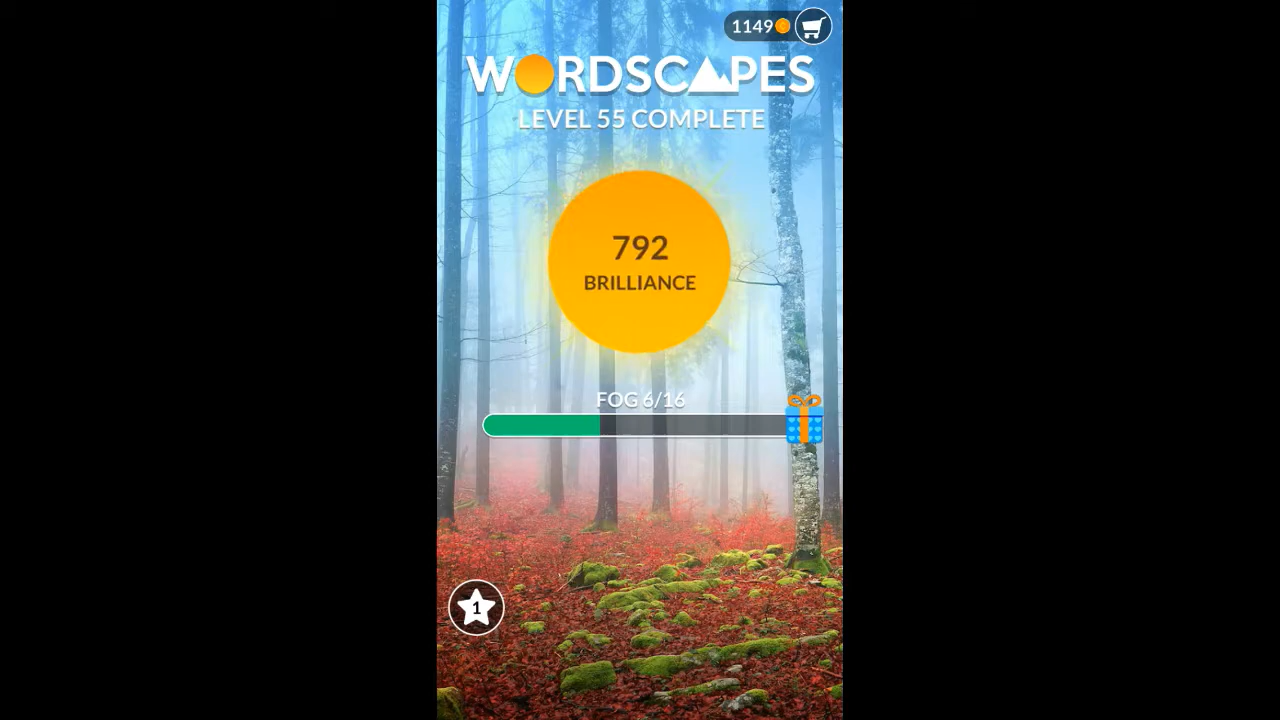 1149
WORDSCAPES
LEVEL 55 COMPLETE
792
BRILLIANCE
FOG 6/16
1